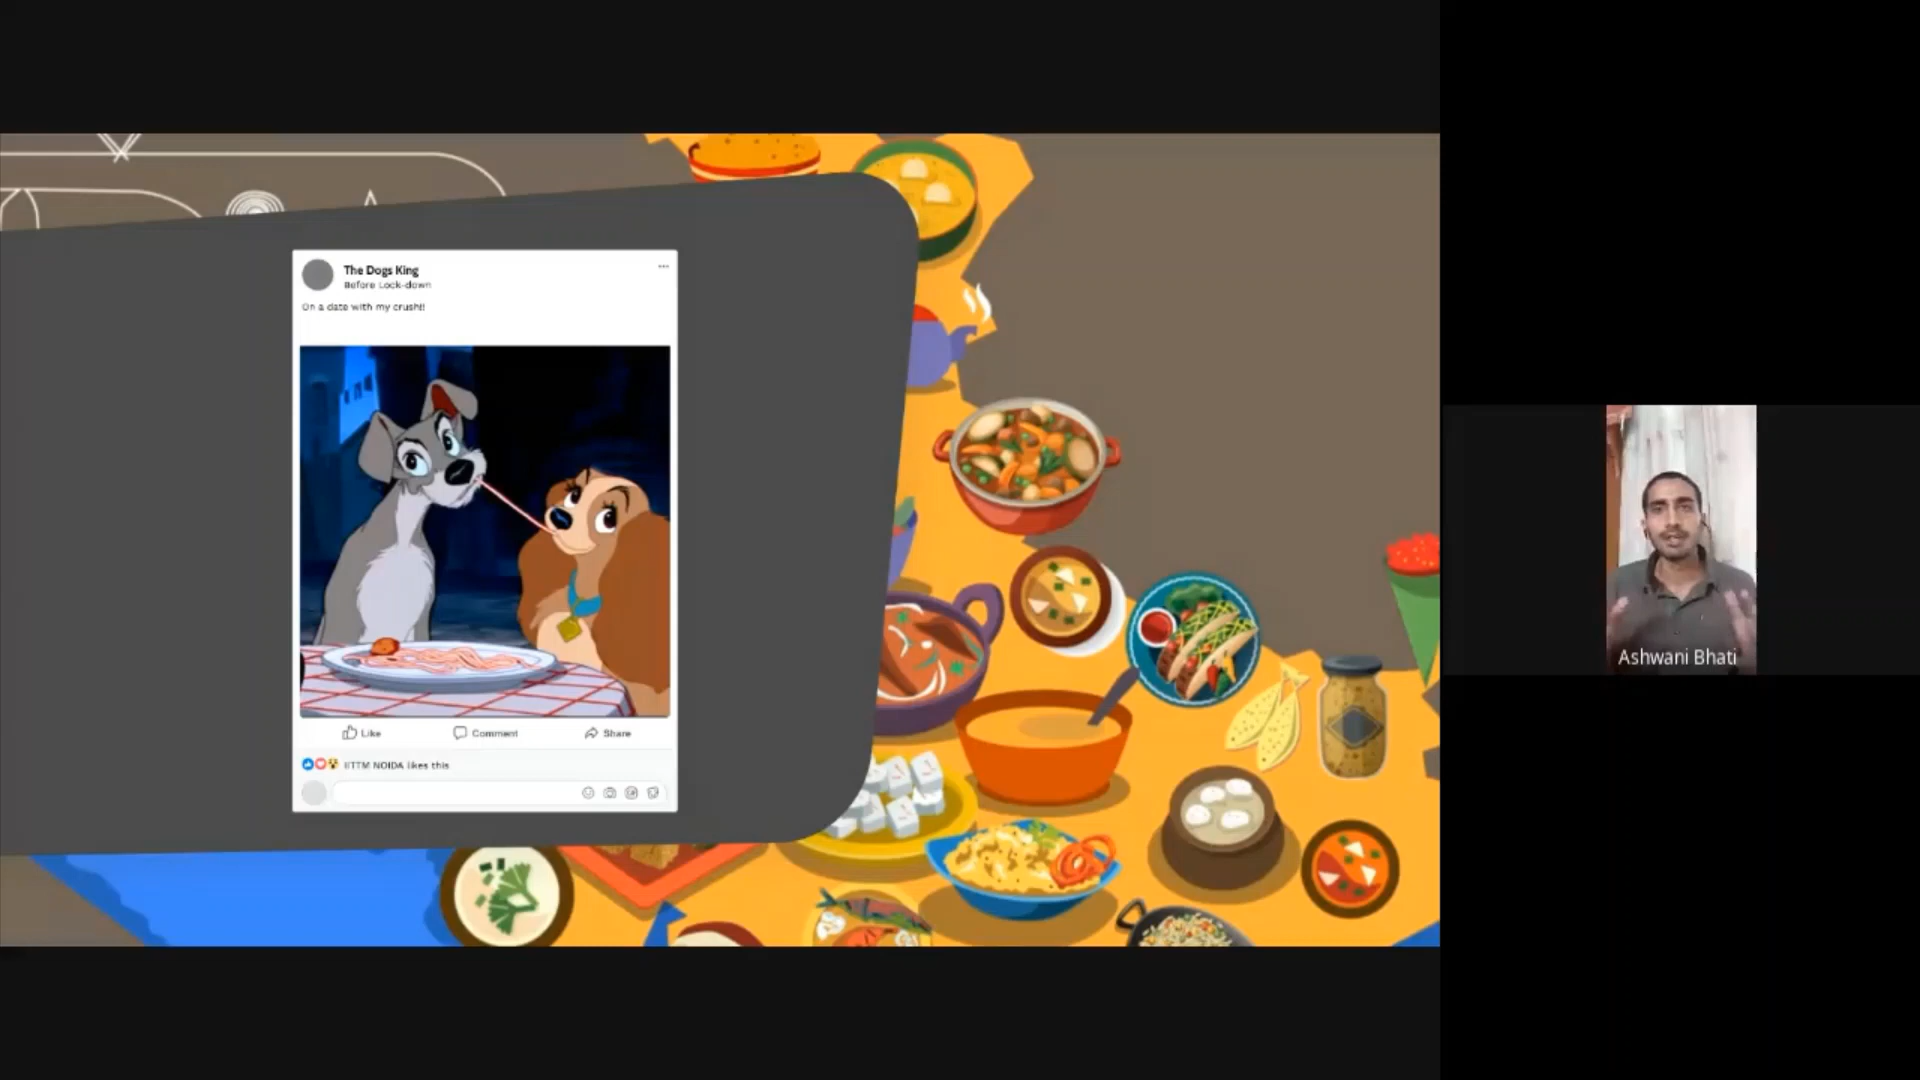 The Dogs King
Before Lock-down
On a date with my crush!!
Like
Comment
Share
IITTM NOIDA likes this
Ashwani Bhati